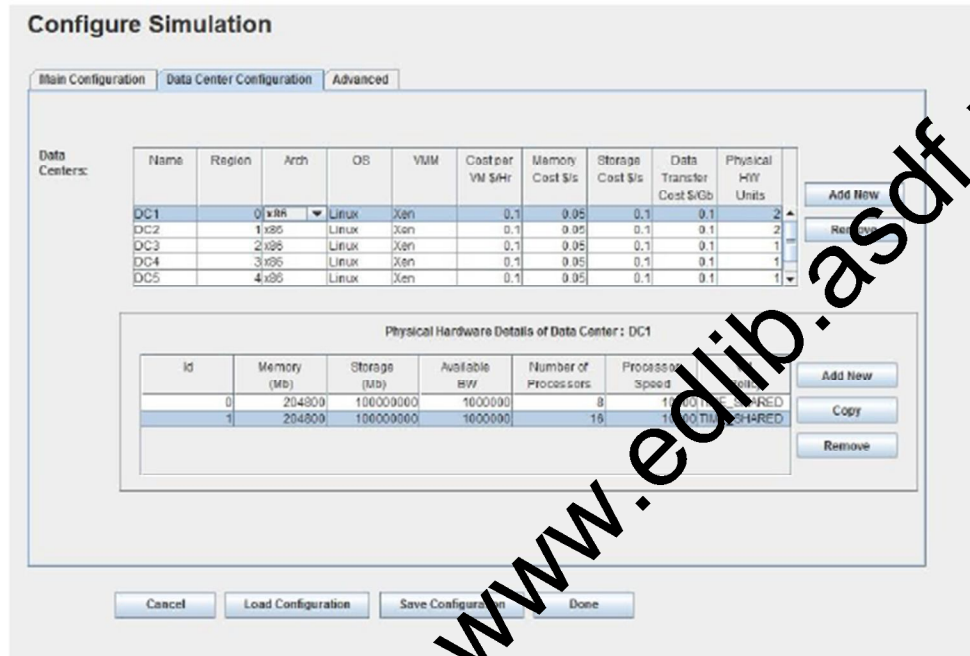 Configure Simulation
Main Configuration Data Center Configuration Advanced
Data Centers:
Name Region Arch OS VMM Cost per VM $/Hr Memory Cost $/s Storage Cost $/s Data Transfer Cost $/Gb Physical HW Units
DC1 0 x86 Linux Xen 0.1 0.05 0.1 0.1 2
DC2 1 x86 Linux Xen 0.1 0.05 0.1 0.1 2
DC3 2 x86 Linux Xen 0.1 0.05 0.1 0.1 1
DC4 3 x86 Linux Xen 0.1 0.05 0.1 0.1 1
DC5 4 x86 Linux Xen 0.1 0.05 0.1 0.1 1
Add New
Remove
Physical Hardware Details of Data Center : DC1
Id Memory (Mb) Storage (Mb) Available BW Number of Processors Processor Speed
0 204800 100000000 1000000 8 TIME_SHARED
1 204800 100000000 1000000 16 TIME_SHARED
Add New
Copy
Remove
Cancel Load Configuration Save Configuration Done
www.edlib.asdf.